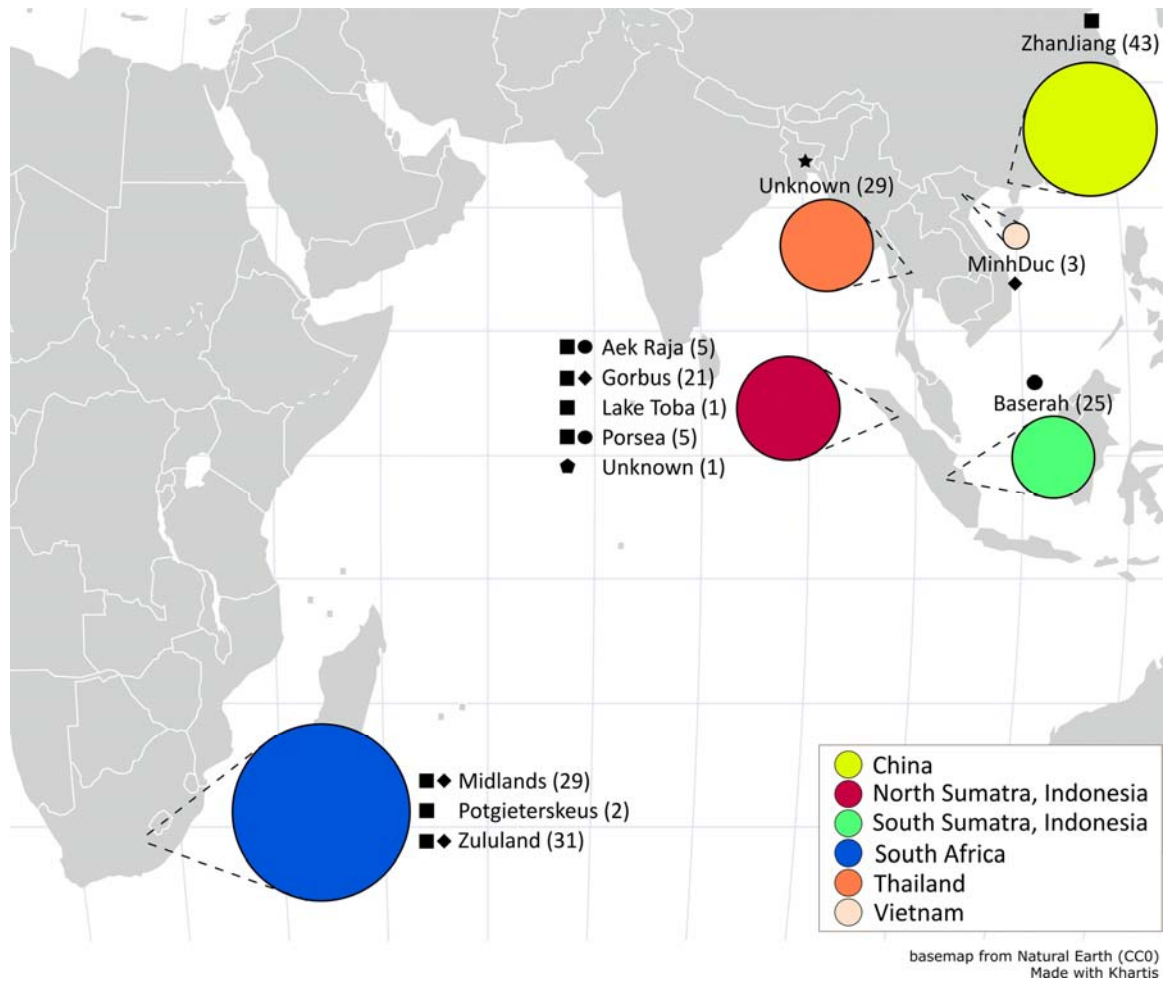 ZhanJiang (43)
Unknown (29)
MinhDuc (3)
Aek Raja (5)
Gorbus (21)
Lake Toba (1)
Porsea (5)
Unknown (1)
Baserah (25)
Midlands (29)
Potgieterskeus (2)
Zululand (31)
China
North Sumatra, Indonesia
South Sumatra, Indonesia
South Africa
Thailand
Vietnam
basemap from Natural Earth (CC0)
Made with Khartis